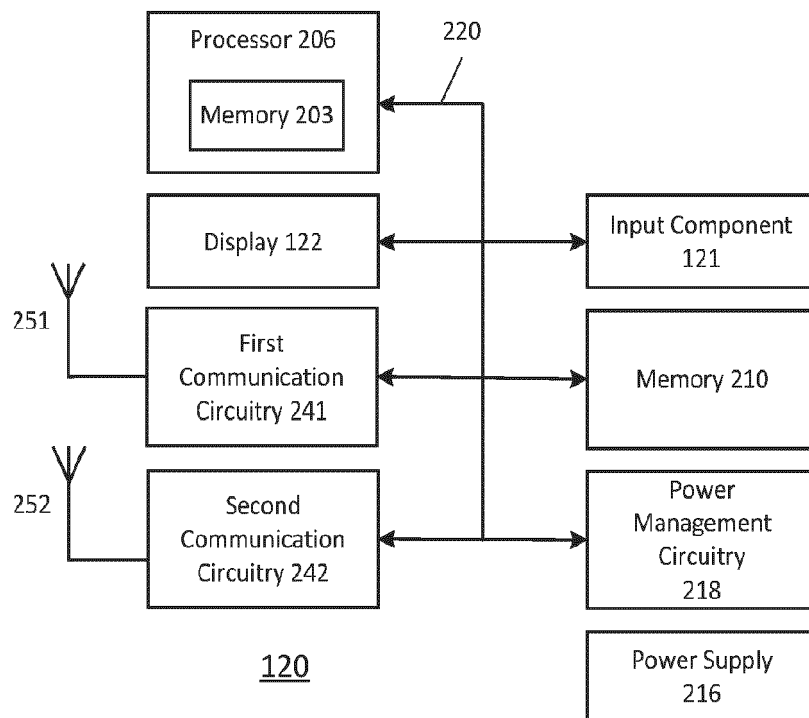 Processor 206
220
Memory 203
Display 122
Input Component
121
251
First
Communication
Circuitry 241
Memory 210
252
Second
Communication
Circuitry 242
Power
Management
Circuitry
218
120
Power Supply
216